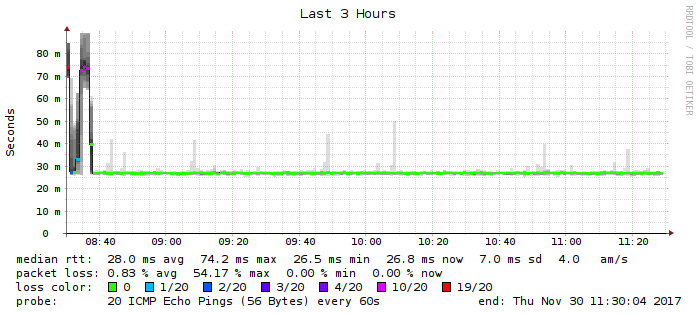 Last 3 Hours
RRDTOOL / TOBI OETIKER
Seconds
80 m
70 m
60 m
50 m
40 m
30 m
20 m
10 m
0
08:40 09:00 09:20 09:40 10:00 10:20 10:40 11:00 11:20
median rtt: 28.0 ms avg 74.2 ms max 26.5 ms min 26.8 ms now 7.0 ms sd 4.0 am/s
packet loss: 0.83 % avg 54.17 % max 0.00 % min 0.00 % now
loss color: 0 1/20 2/20 3/20 4/20 10/20 19/20
probe: 20 ICMP Echo Pings (56 Bytes) every 60s end: Thu Nov 30 11:30:04 2017